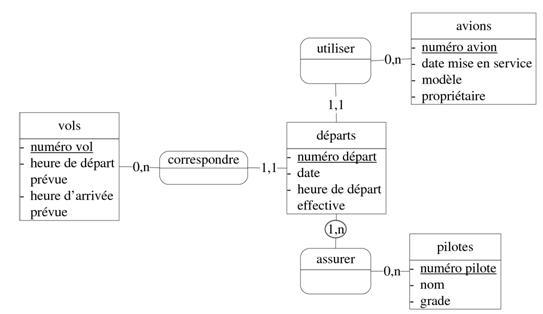 avions
- numéro avion
- date mise en service
- modèle
- propriétaire
utiliser
0,n
1,1
vols
- numéro vol
- heure de départ
prévue
- heure d'arrivée
prévue
0,n
correspondre
1,1
départs
- numéro départ
- date
- heure de départ
effective
1,n
assurer
0,n
pilotes
- numéro pilote
- nom
- grade